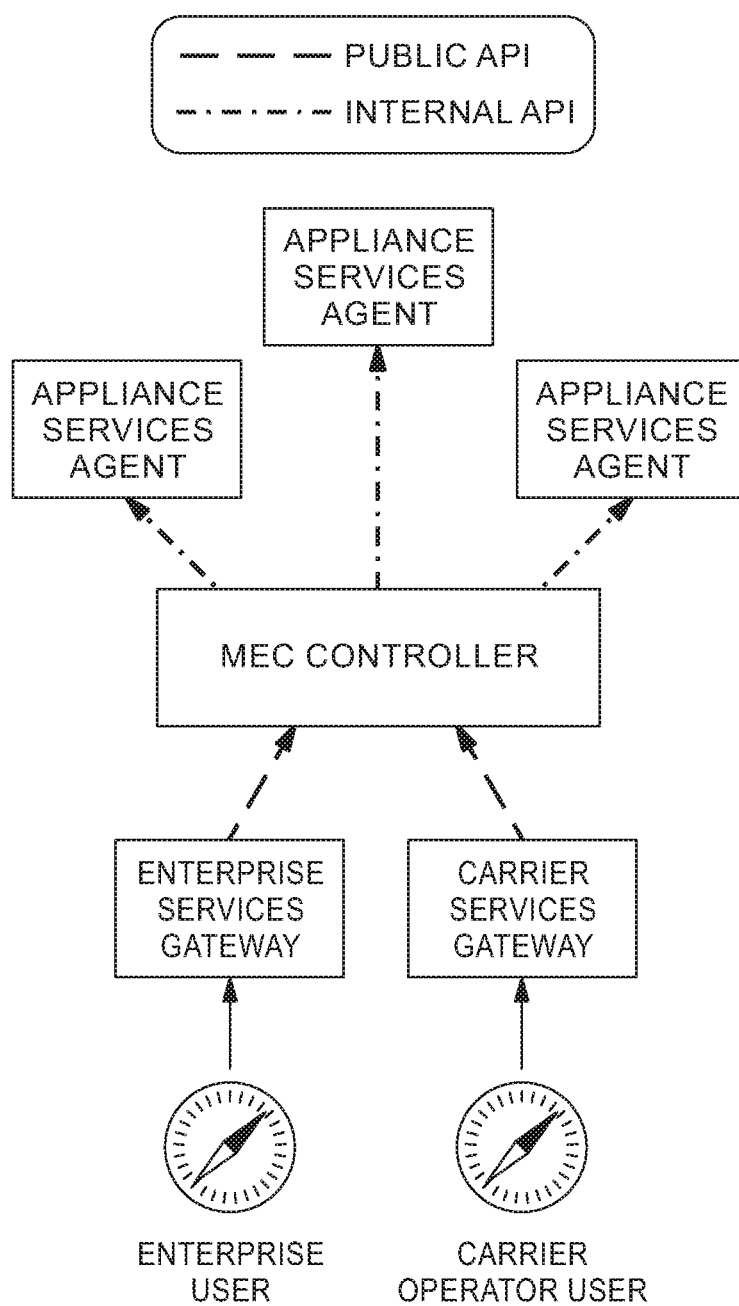 PUBLIC API
INTERNAL API
APPLIANCE
SERVICES
AGENT
APPLIANCE
SERVICES
AGENT
APPLIANCE
SERVICES
AGENT
MEC CONTROLLER
ENTERPRISE
SERVICES
GATEWAY
CARRIER
SERVICES
GATEWAY
ENTERPRISE
USER
CARRIER
OPERATOR USER